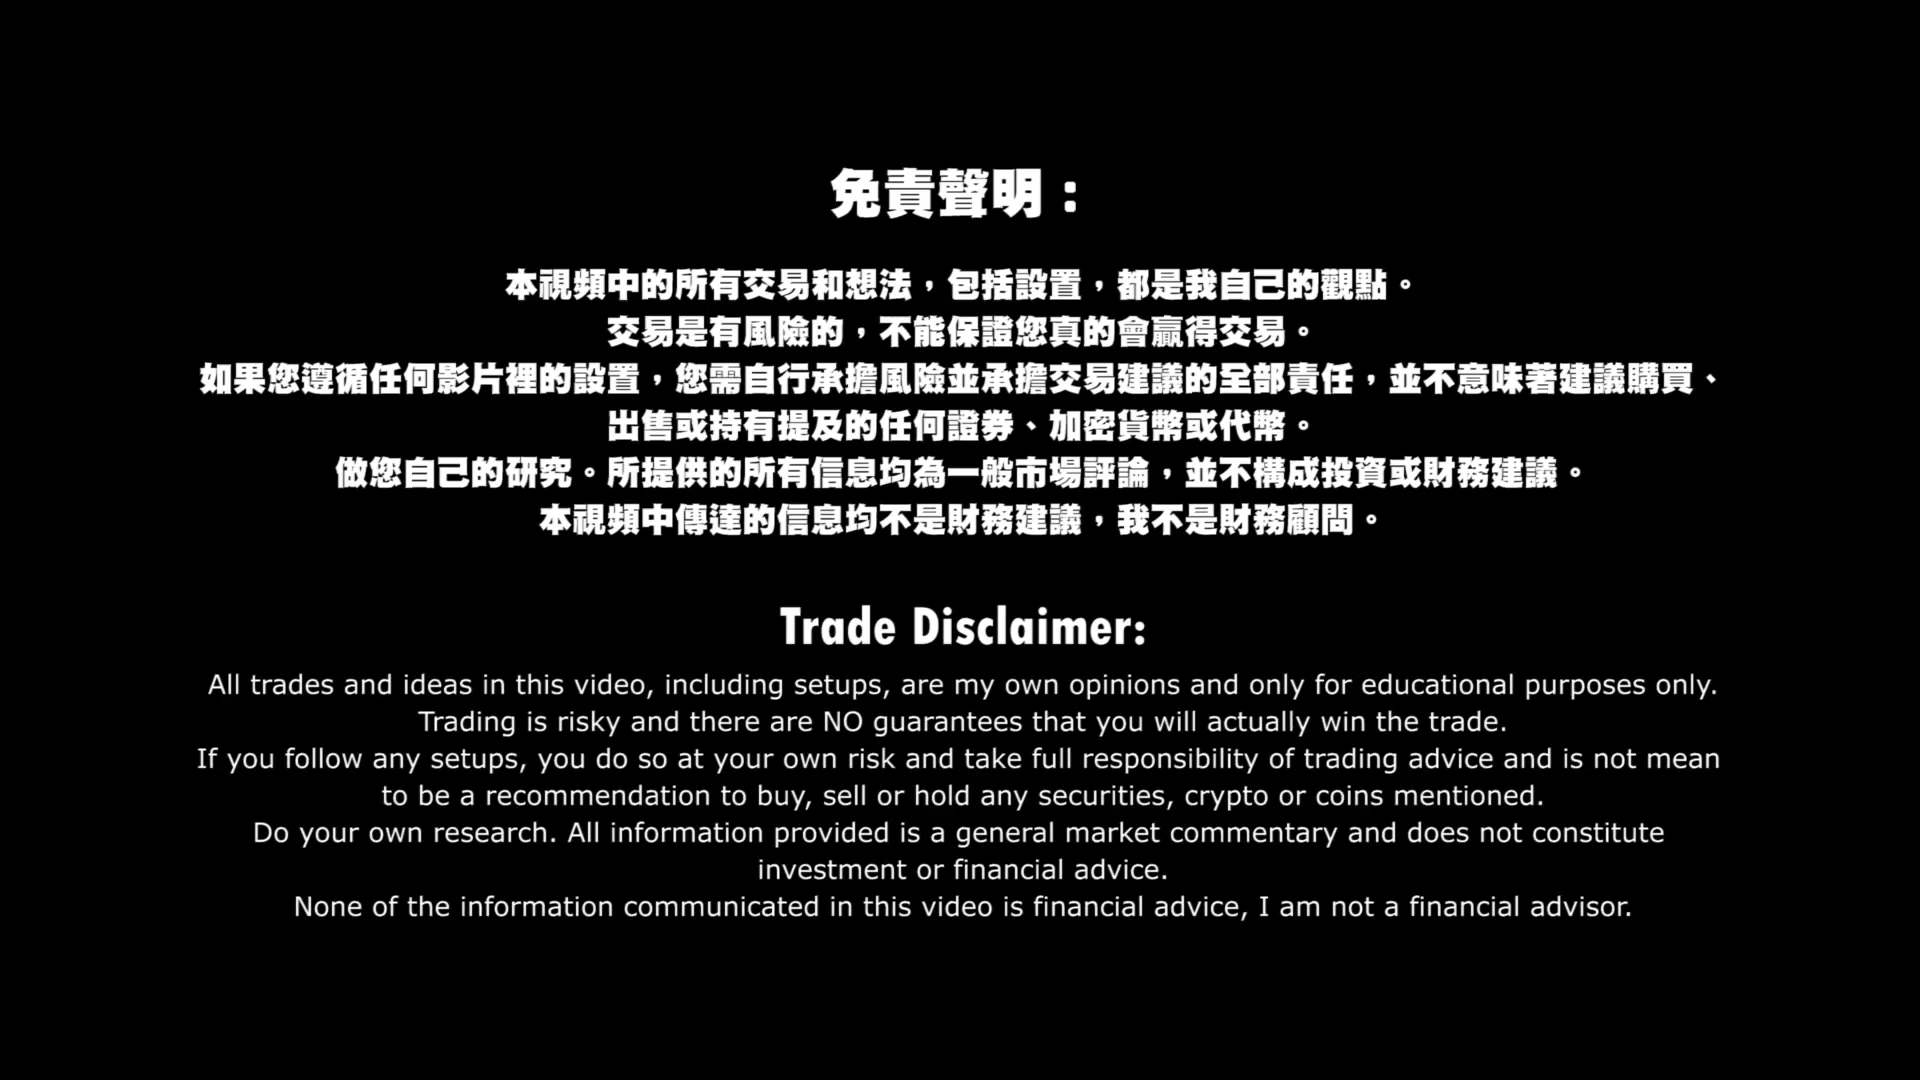 免責聲明：
本視頻中的所有交易和想法，包括設置，都是我自己的觀點。
交易是有風險的，不能保證您真的會贏得交易。
如果您遵循任何影片裡的設置，您需自行承擔風險並承擔交易建議的全部責任，並不意味著建議購買、
出售或持有提及的任何證券、加密貨幣或代幣。
做您自己的研究。所提供的所有信息均為一般市場評論，並不構成投資或財務建議。
本視頻中傳達的信息均不是財務建議，我不是財務顧問。
Trade Disclaimer:
All trades and ideas in this video, including setups, are my own opinions and only for educational purposes only.
Trading is risky and there are NO guarantees that you will actually win the trade.
If you follow any setups, you do so at your own risk and take full responsibility of trading advice and is not mean
to be a recommendation to buy, sell or hold any securities, crypto or coins mentioned.
Do your own research. All information provided is a general market commentary and does not constitute
investment or financial advice.
None of the information communicated in this video is financial advice, I am not a financial advisor.